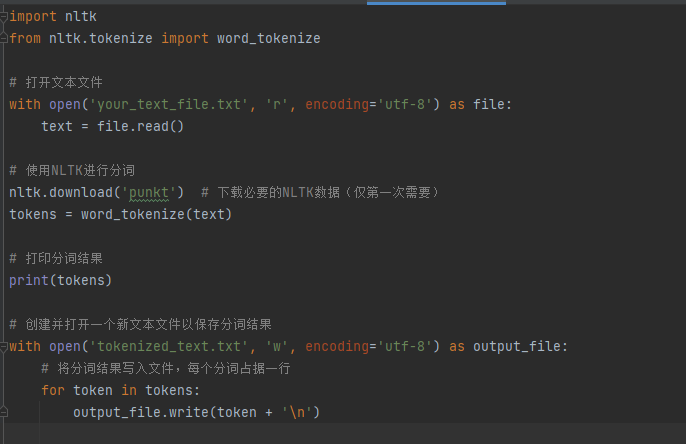 import nltk
from nltk.tokenize import word_tokenize
# 打开文本文件
with open('your_text_file.txt', 'r', encoding='utf-8') as file:
    text = file.read()
# 使用NLTK进行分词
nltk.download('punkt')  # 下载必要的NLTK数据（仅第一次需要）
tokens = word_tokenize(text)
# 打印分词结果
print(tokens)
# 创建并打开一个新文本文件以保存分词结果
with open('tokenized_text.txt', 'w', encoding='utf-8') as output_file:
    # 将分词结果写入文件，每个分词占据一行
    for token in tokens:
        output_file.write(token + '\n')